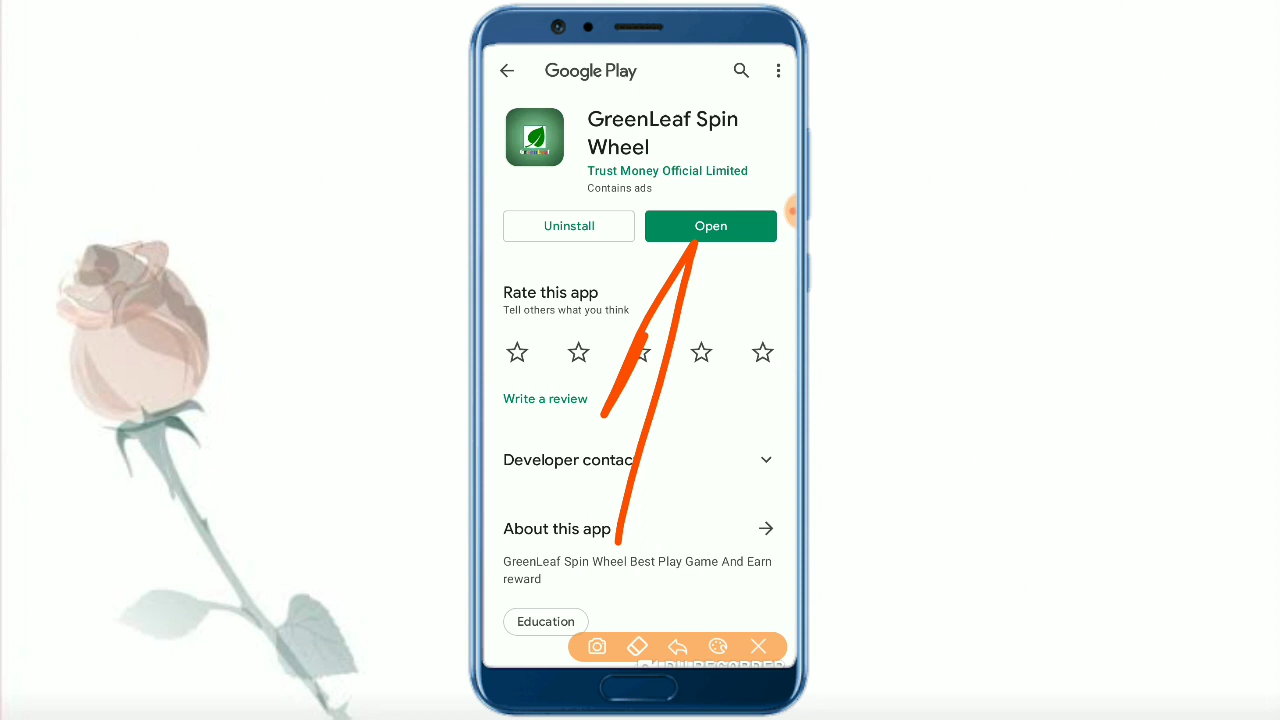 Google Play
GreenLeaf Spin
Wheel
Trust Money Official Limited
Contains ads
Uninstall
Open
Rate this app
Tell others what you think
Write a review
Developer contac
About this app
GreenLeaf Spin Wheel Best Play Game And Earn
reward
Education